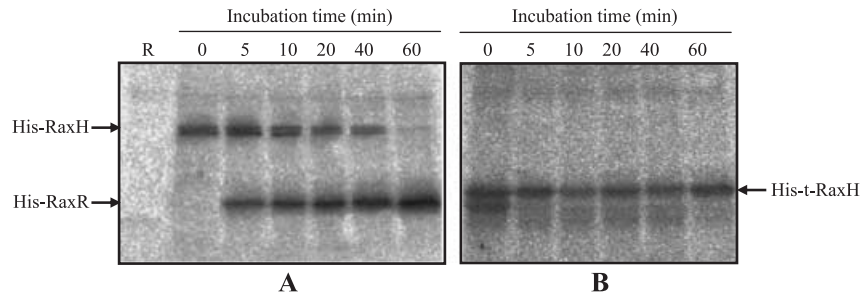 Incubation time (min)
Incubation time (min)
R 0 5 10 20 40 60
0 5 10 20 40 60
His-RaxH
His-t-RaxH
His-RaxR
A
B